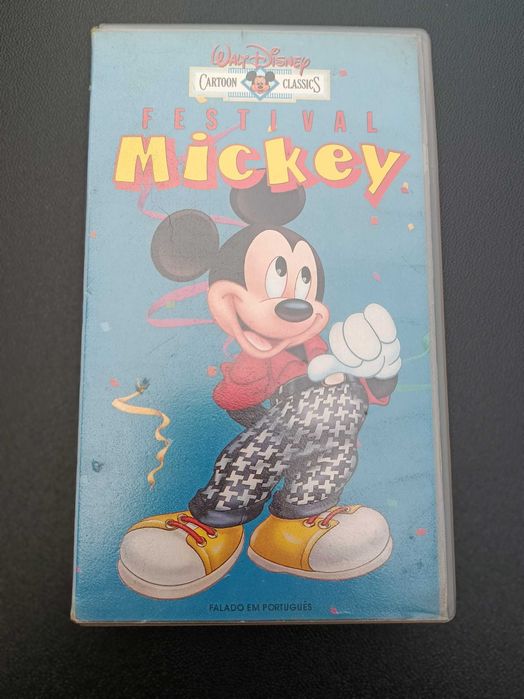 WALT DISNEY
CARTOON CLASSICS
FESTIVAL
Mickey
FALADO EM PORTUGUÊS